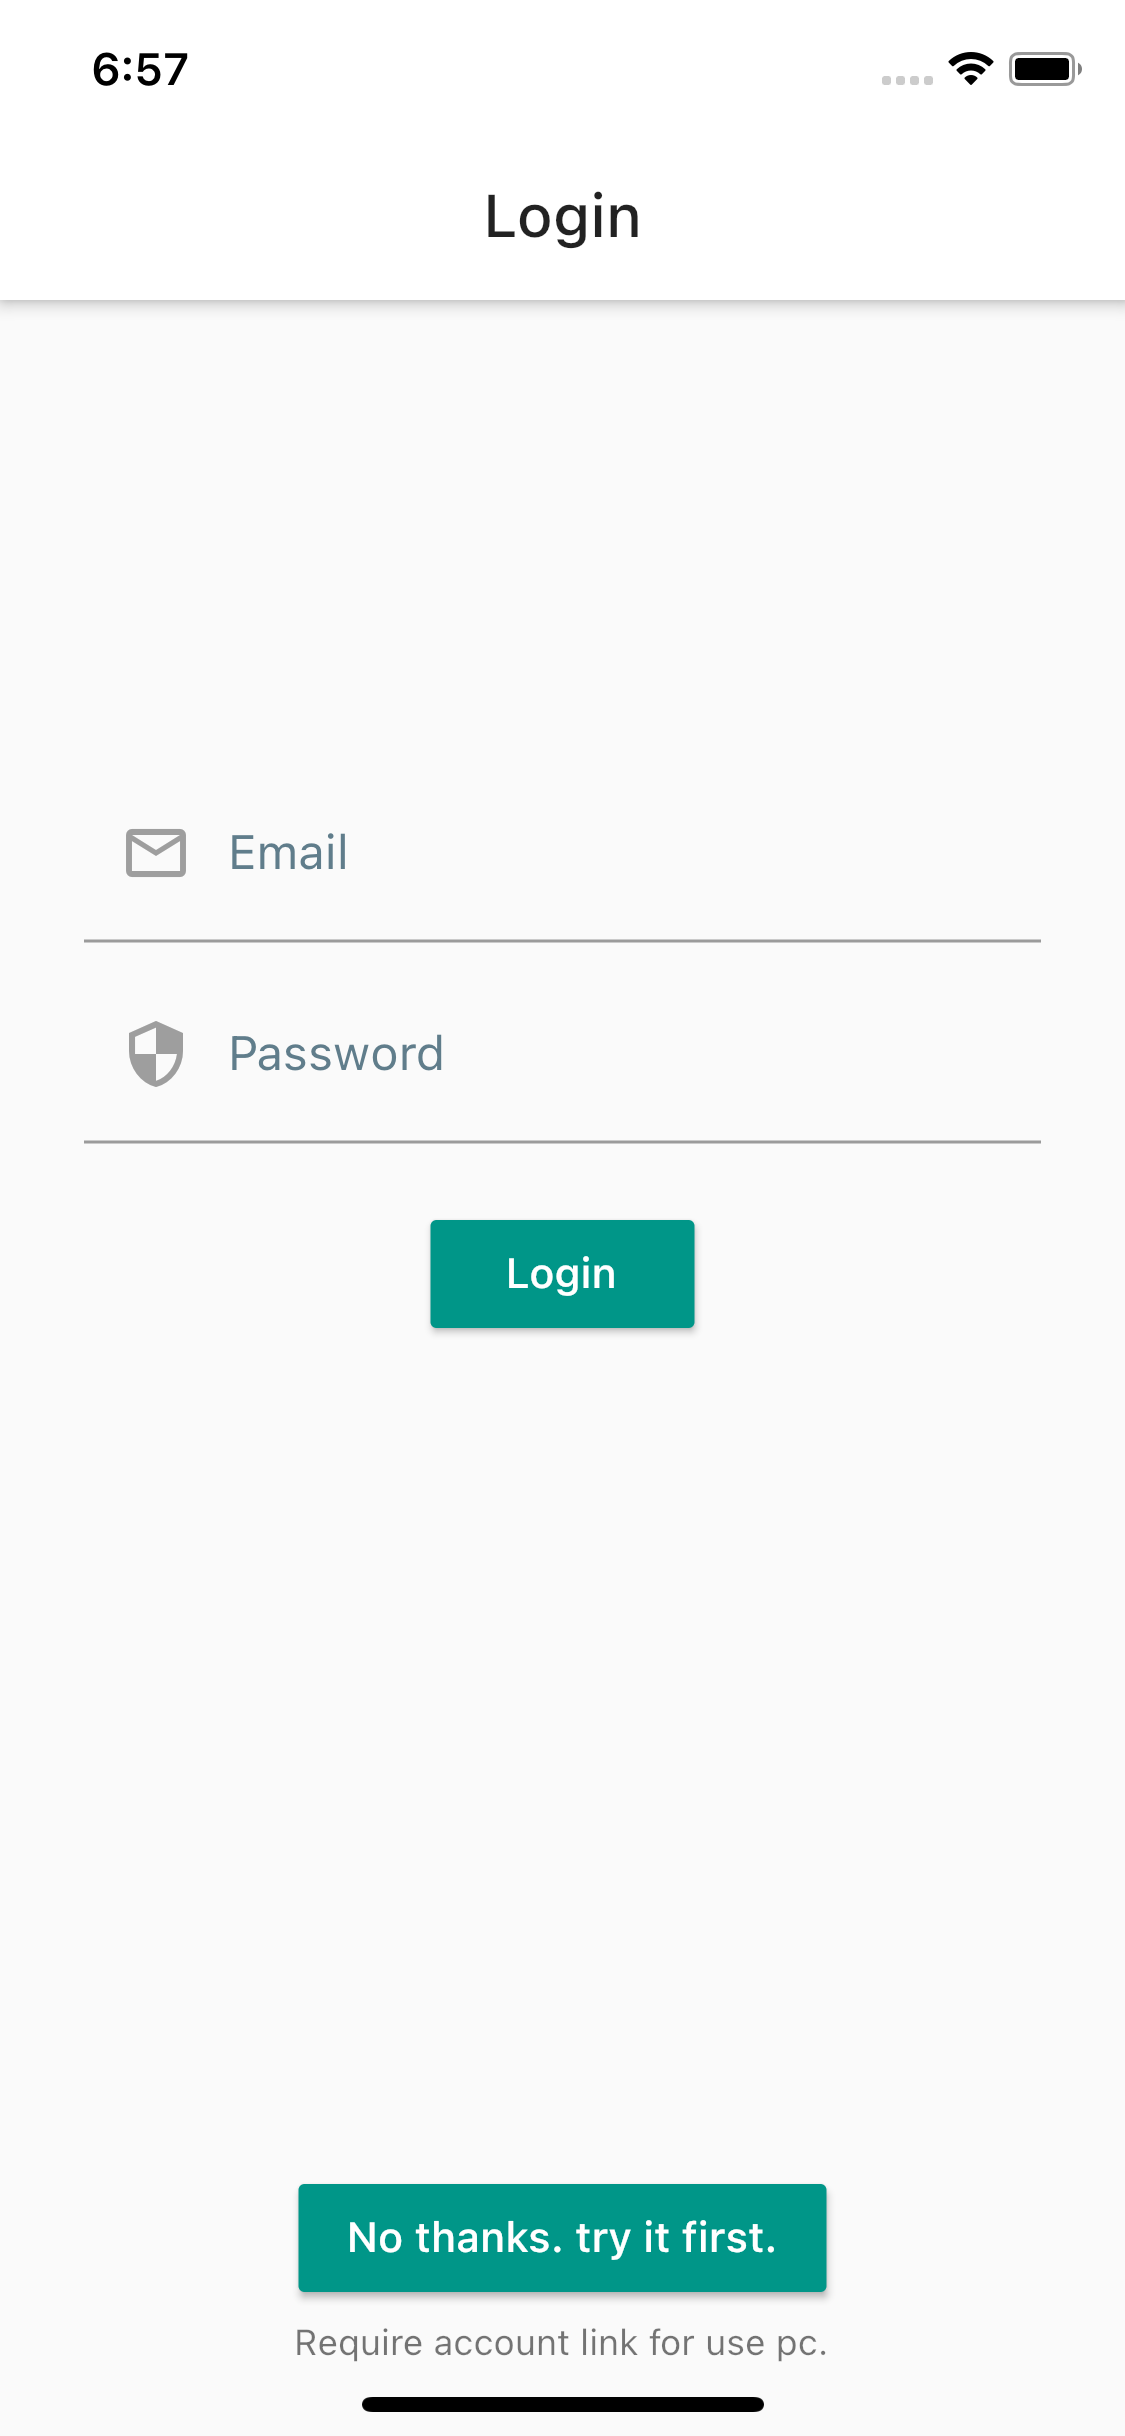 6:57
Login
Email
Password
Login
No thanks. try it first.
Require account link for use pc.